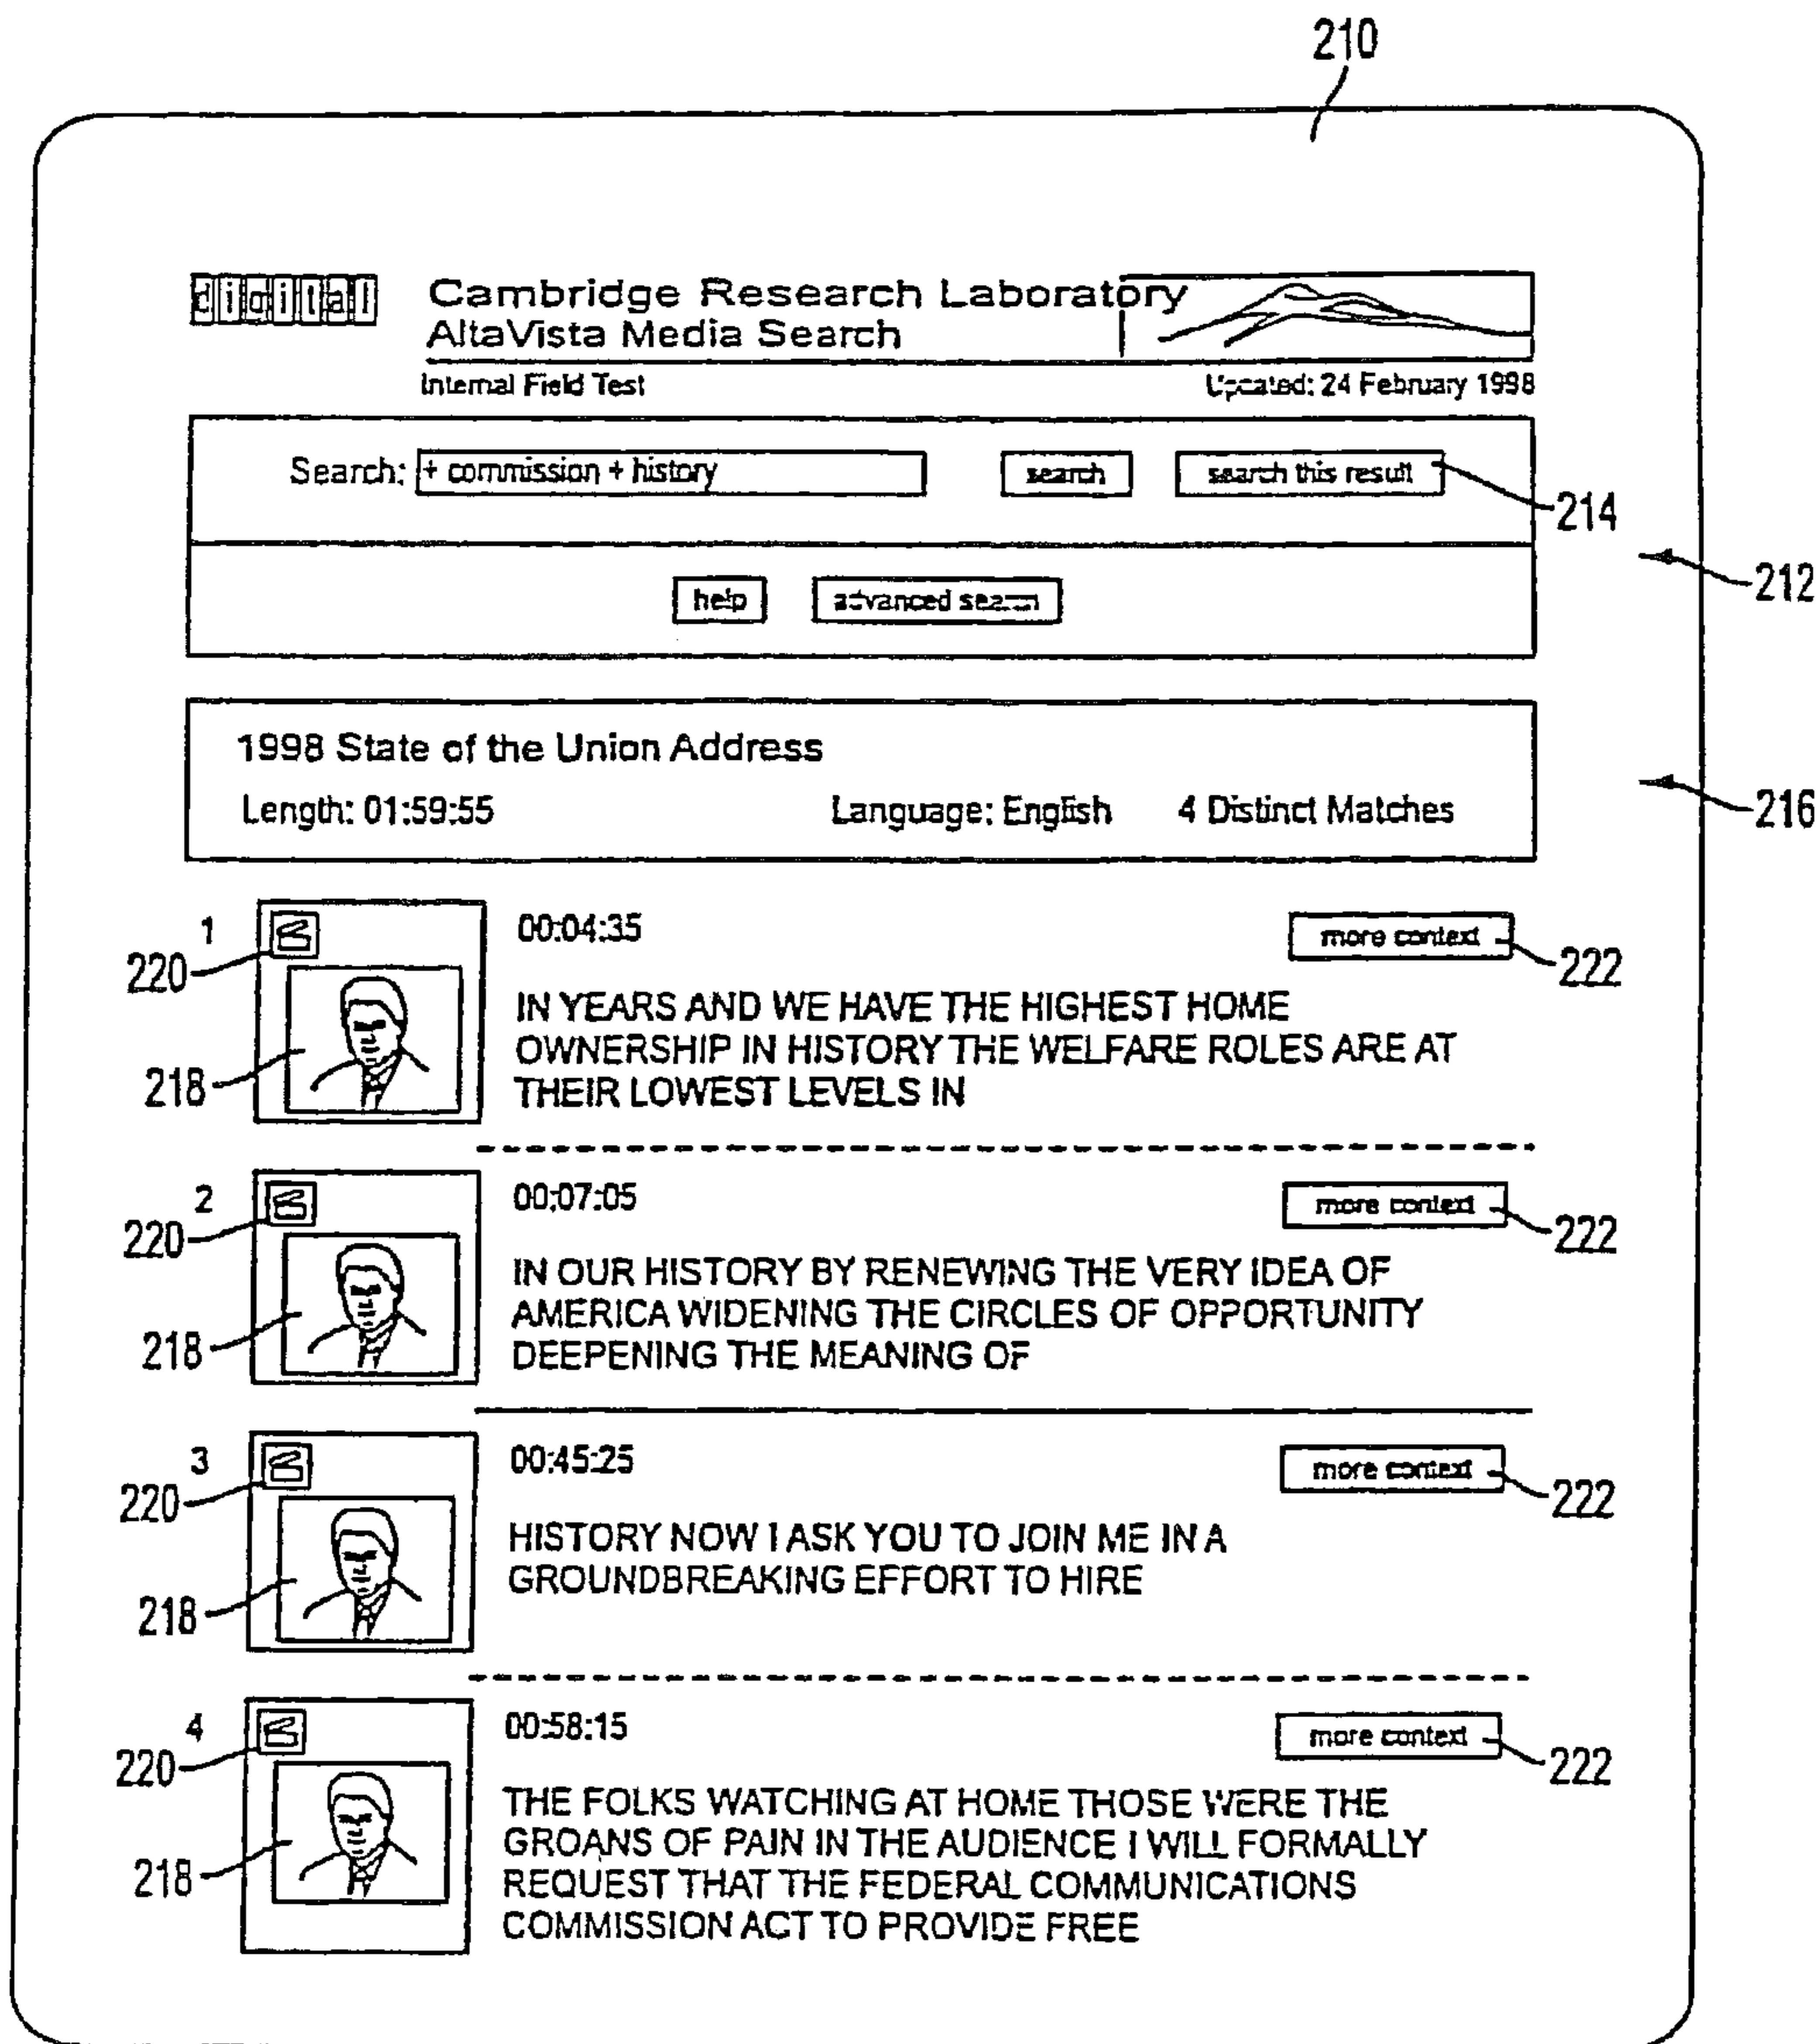 210
digital
Cambridge Research Laboratory
AltaVista Media Search
Internal Field Test
Updated: 24 February 1998
Search: + commission + history search search this result
214
212
help advanced search
1998 State of the Union Address
216
Length: 01:59:55 Language: English 4 Distinct Matches
1 00:04:35 more context
220 222
IN YEARS AND WE HAVE THE HIGHEST HOME
OWNERSHIP IN HISTORY THE WELFARE ROLES ARE AT
218
THEIR LOWEST LEVELS IN
2 00:07:05 more context
220 222
IN OUR HISTORY BY RENEWING THE VERY IDEA OF
AMERICA WIDENING THE CIRCLES OF OPPORTUNITY
218
DEEPENING THE MEANING OF
3 00:45:25 more context
220 222
HISTORY NOW I ASK YOU TO JOIN ME IN A
GROUNDBREAKING EFFORT TO HIRE
218
4 00:58:15 more context
220 222
THE FOLKS WATCHING AT HOME THOSE WERE THE
GROANS OF PAIN IN THE AUDIENCE I WILL FORMALLY
218
REQUEST THAT THE FEDERAL COMMUNICATIONS
COMMISSION ACT TO PROVIDE FREE